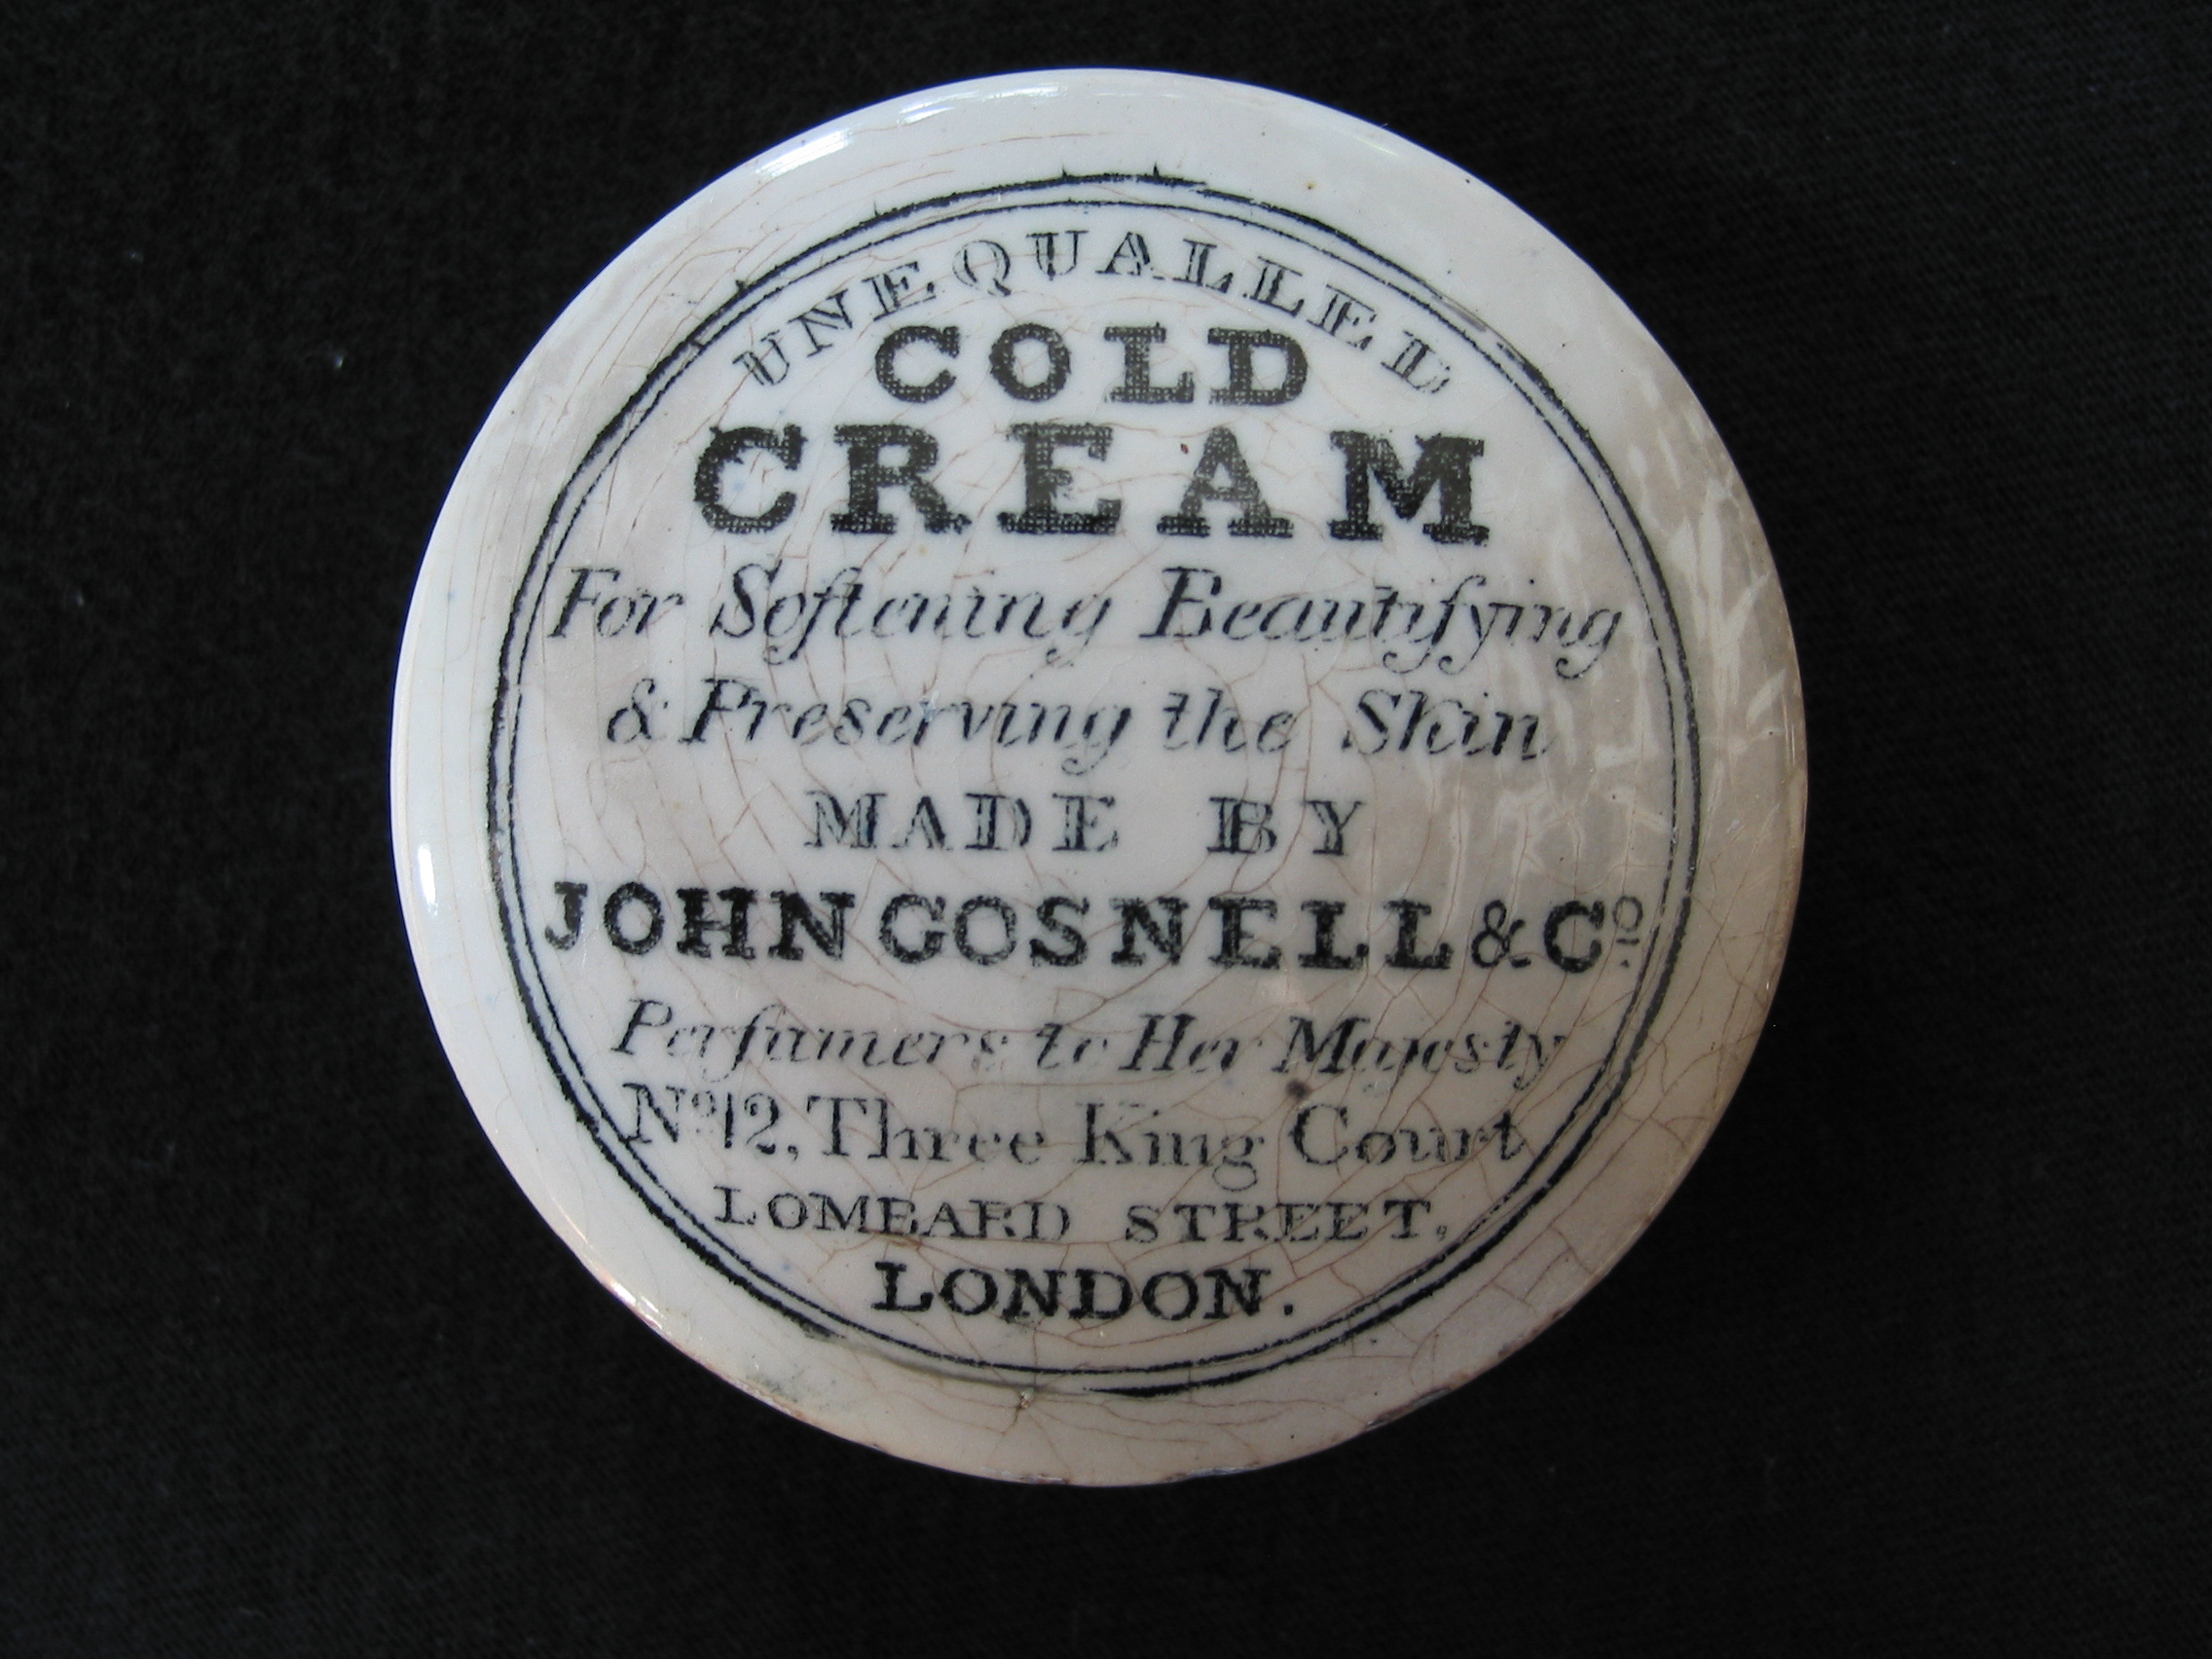 UNEQUALLED
COLD
CREAM
For Softening Beautifying
& Preserving the Skin
MADE BY
JOHN GOSNELL & Cº.
Perfumers to Her Majesty
Nº 12, Three King Court
LOMBARD STREET,
LONDON.